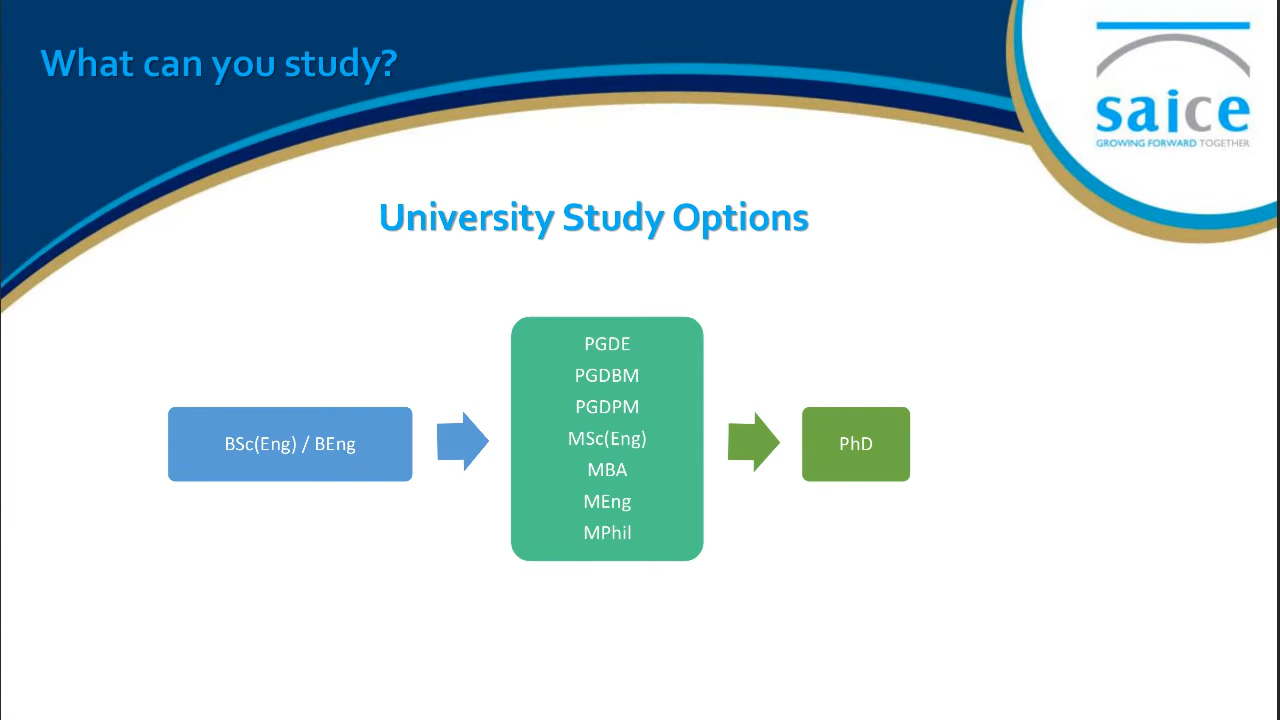 What can you study?
saice
GROWING FORWARD TOGETHER
University Study Options
BSc(Eng) / BEng
PGDE
PGDBM
PGDPM
MSc(Eng)
MBA
MEng
MPhil
PhD